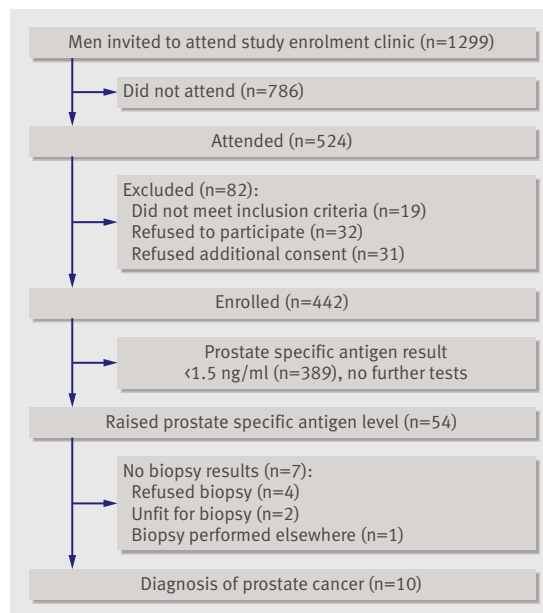 Men invited to attend study enrolment clinic (n=1299)
Did not attend (n=786)
Attended (n=524)
Excluded (n=82):
Did not meet inclusion criteria (n=19)
Refused to participate (n=32)
Refused additional consent (n=31)
Enrolled (n=442)
Prostate specific antigen result
<1.5 ng/ml (n=389), no further tests
Raised prostate specific antigen level (n=54)
No biopsy results (n=7):
Refused biopsy (n=4)
Unfit for biopsy (n=2)
Biopsy performed elsewhere (n=1)
Diagnosis of prostate cancer (n=10)